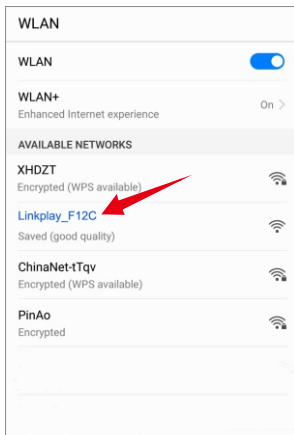 WLAN
WLAN
WLAN+
Enhanced Internet experience
On >
AVAILABLE NETWORKS
XHDZT
Encrypted (WPS available)
Linkplay_F12C
Saved (good quality)
ChinaNet-tTqv
Encrypted (WPS available)
PinAo
Encrypted